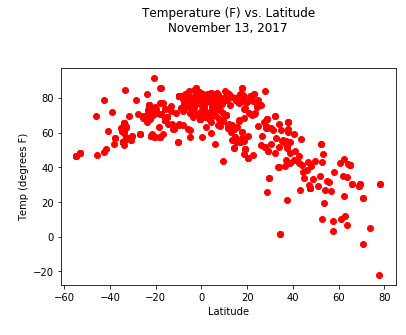 Temperature (F) vs. Latitude
November 13, 2017
Temp (degrees F)
80
60
40
20
0
−20
−60 −40 −20 0 20 40 60 80
Latitude